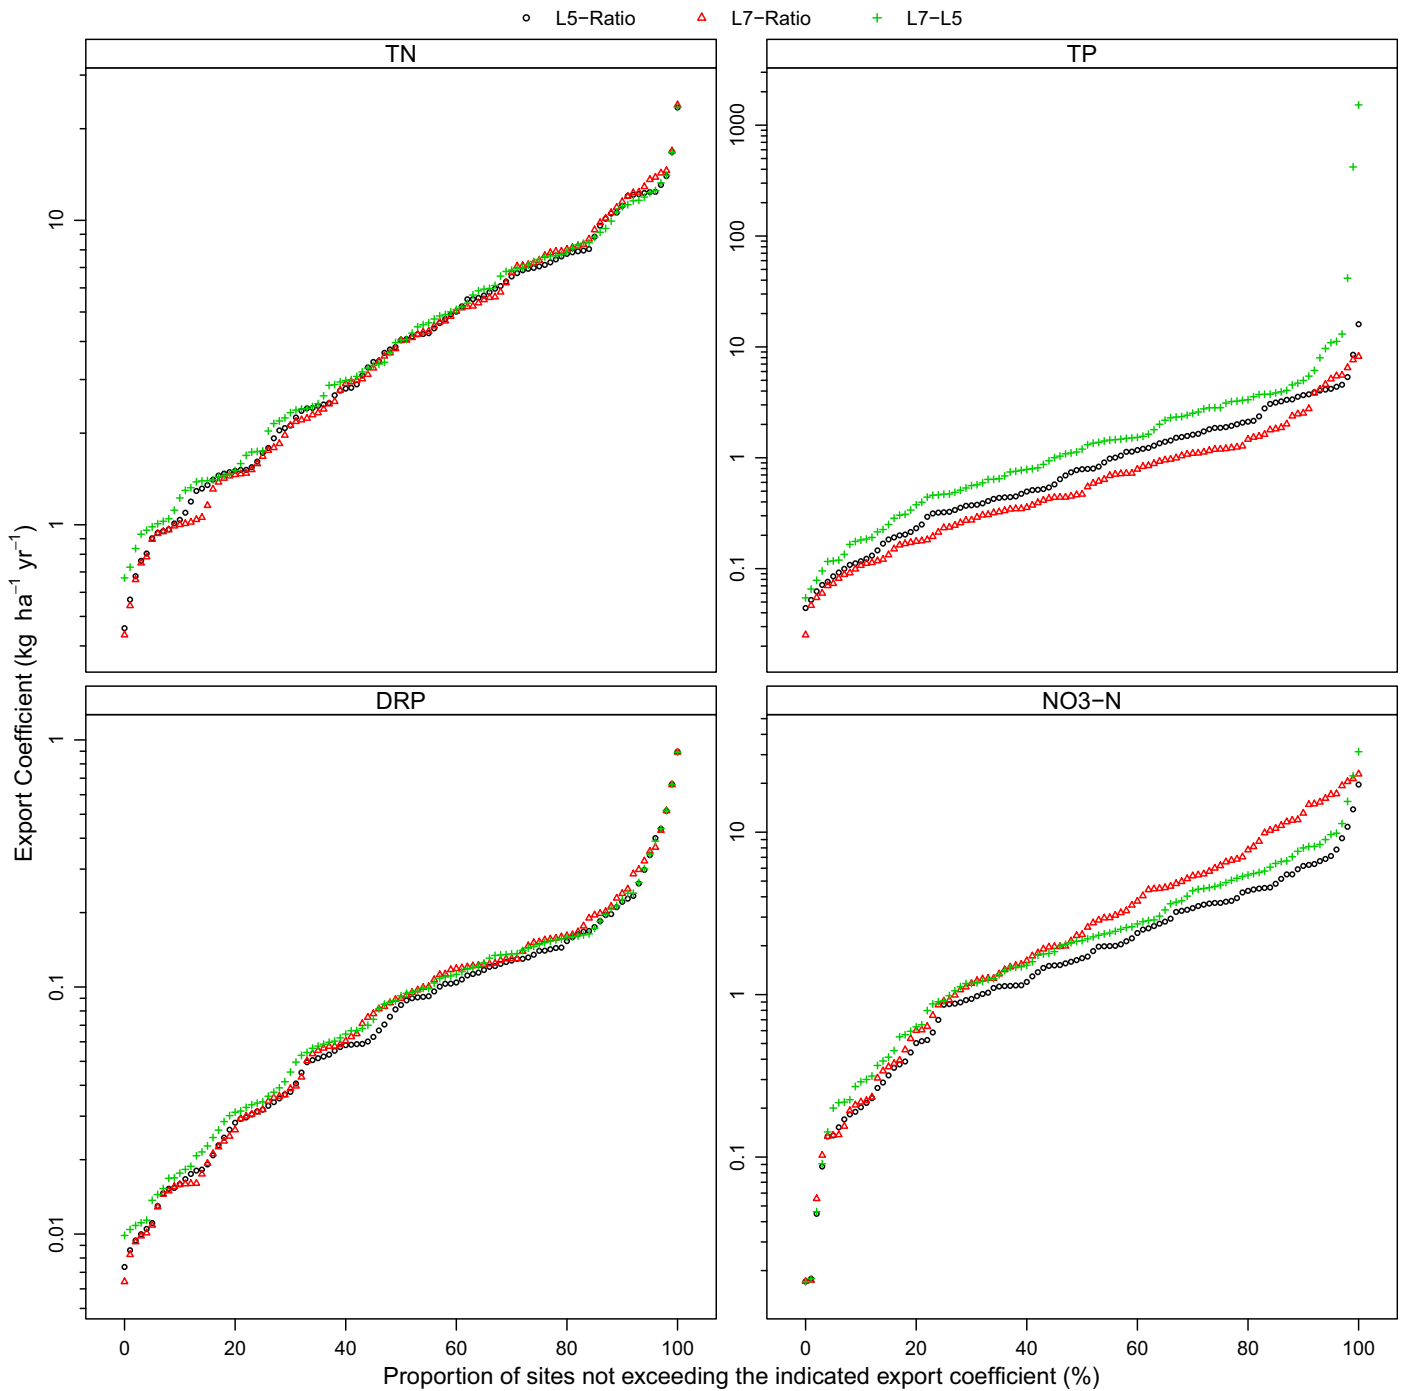 L5−Ratio L7−Ratio L7−L5
TN
TP
10
1
1000
100
10
1
0.1
DRP
NO3−N
1
0.1
0.01
10
1
0.1
Export Coefficient (kg ha⁻¹ yr⁻¹)
0 20 40 60 80 100
0 20 40 60 80 100
Proportion of sites not exceeding the indicated export coefficient (%)